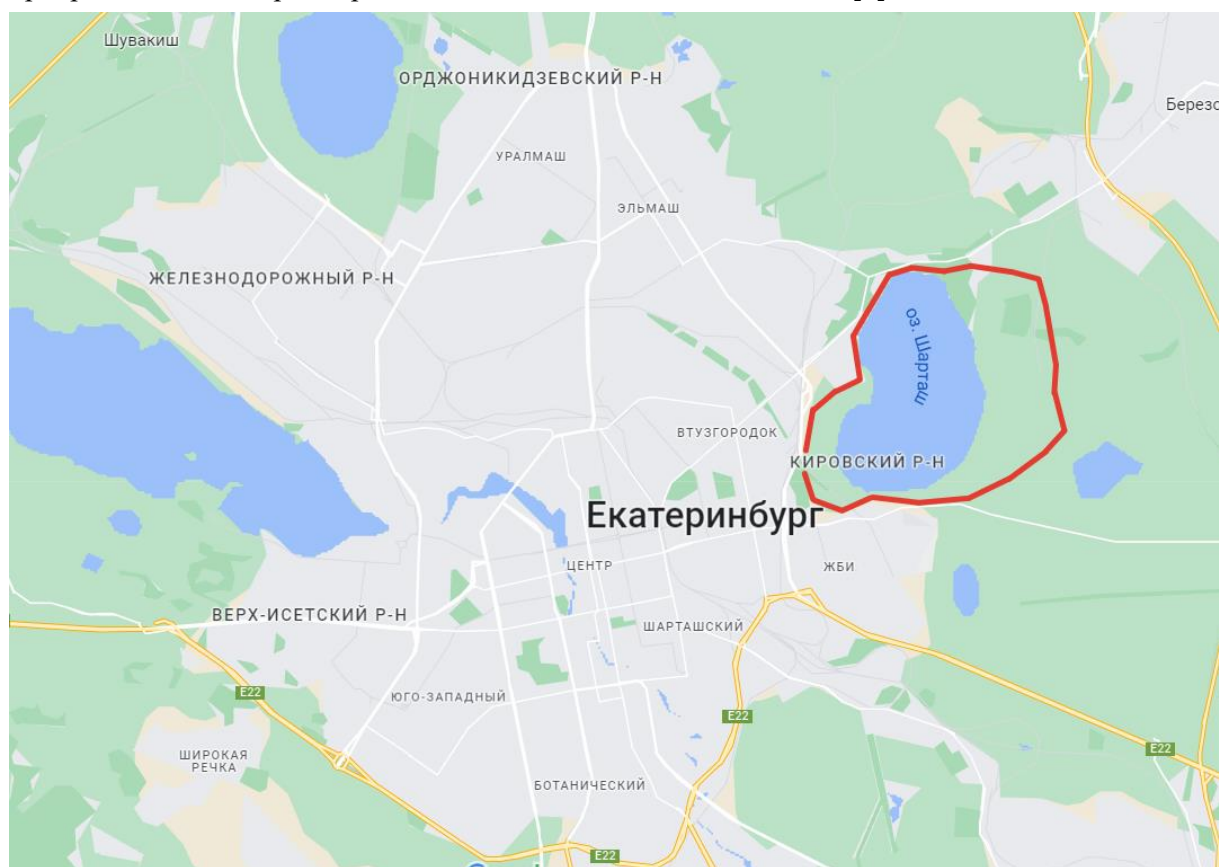 Шувакиш
ОРДЖОНИКИДЗЕВСКИЙ Р-Н
Березо
УРАЛМАШ
ЭЛЬМАШ
ЖЕЛЕЗНОДОРОЖНЫЙ Р-Н
оз. Шарташ
ВТУЗГОРОДОК
КИРОВСКИЙ Р-Н
Екатеринбург
ЦЕНТР
ЖБИ
ВЕРХ-ИСЕТСКИЙ Р-Н
ШАРТАШСКИЙ
ЮГО-ЗАПАДНЫЙ
E22
E22
E22
ШИРОКАЯ
РЕЧКА
БОТАНИЧЕСКИЙ
E22